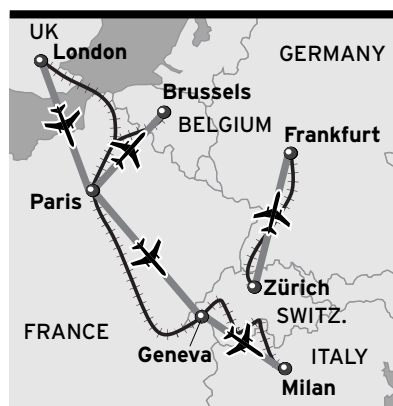 UK
London
GERMANY
Brussels
BELGIUM
Frankfurt
Paris
Zürich
SWITZ.
FRANCE
Geneva
ITALY
Milan